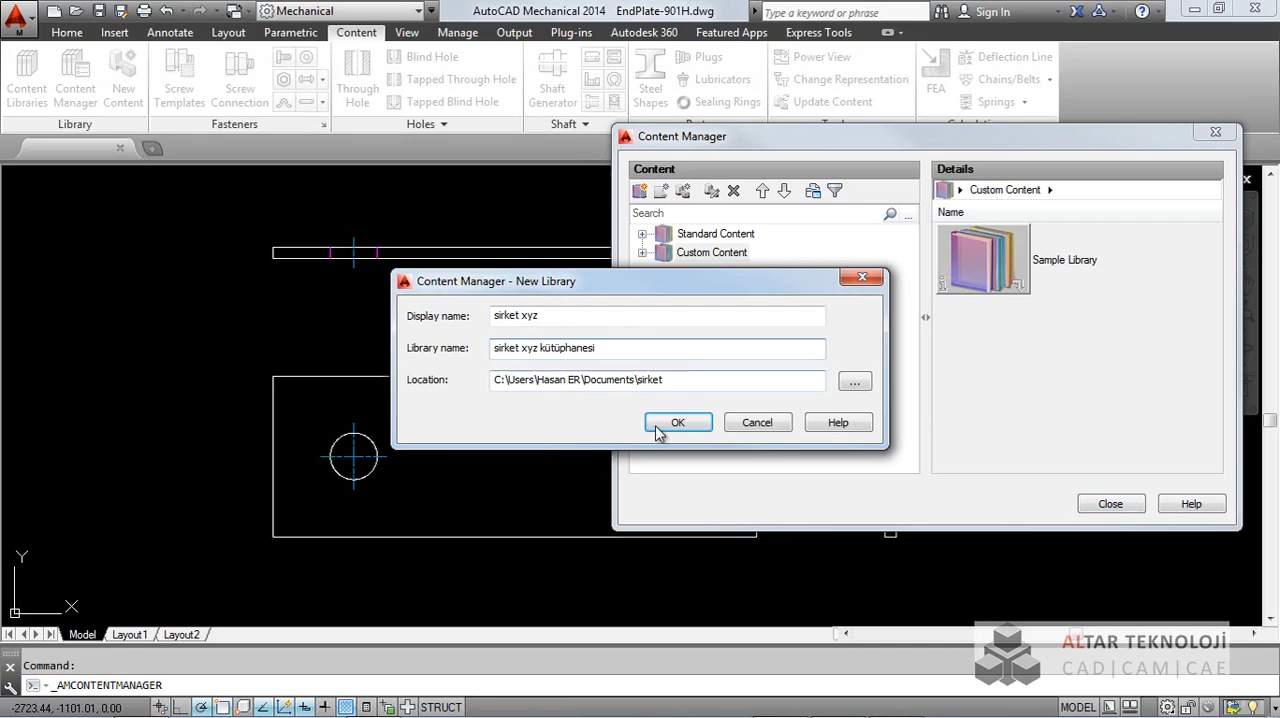 Mechanical
AutoCAD Mechanical 2014 EndPlate-901H.dwg
Type a keyword or phrase
Sign In
Home Insert Annotate Layout Parametric Content View Manage Output Plug-ins Autodesk 360 Featured Apps Express Tools
Content Libraries
Content Manager
New Content
Library
Screw Templates
Screw Connection
Fasteners
Through Hole
Blind Hole
Tapped Through Hole
Tapped Blind Hole
Holes
Shaft Generator
Shaft
Steel Shapes
Plugs
Lubricators
Sealing Rings
Power View
Change Representation
Update Content
FEA
Deflection Line
Chains/Belts
Springs
Content Manager
Content
Search
...
Standard Content
Custom Content
Details
Custom Content
Name
Sample Library
Close
Help
Content Manager - New Library
Display name: sirket xyz
Library name: sirket xyz kütüphanesi
Location: C:\Users\Hasan ER\Documents\sirket
...
OK Cancel Help
Y
X
Model Layout1 Layout2
ALTAR TEKNOLOJİ
CAD|CAM|CAE
Command:
_AMCONTENTMANAGER
-2723.44, -1101.01, 0.00
STRUCT
MODEL